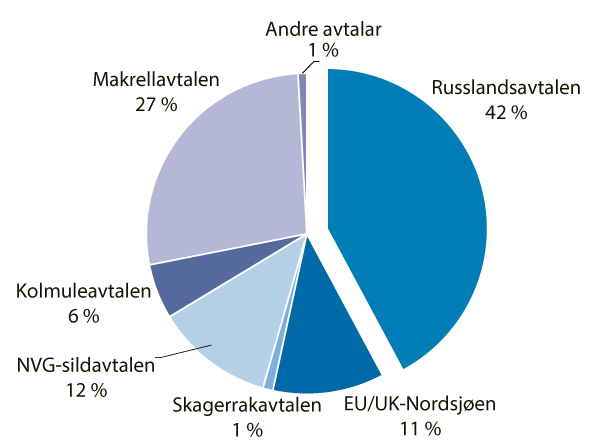 Andre avtalar
1 %
Russlandsavtalen
42 %
Makrellavtalen
27 %
Kolmuleavtalen
6 %
NVG-sildavtalen
12 %
Skagerrakavtalen
1 %
EU/UK-Nordsjøen
11 %